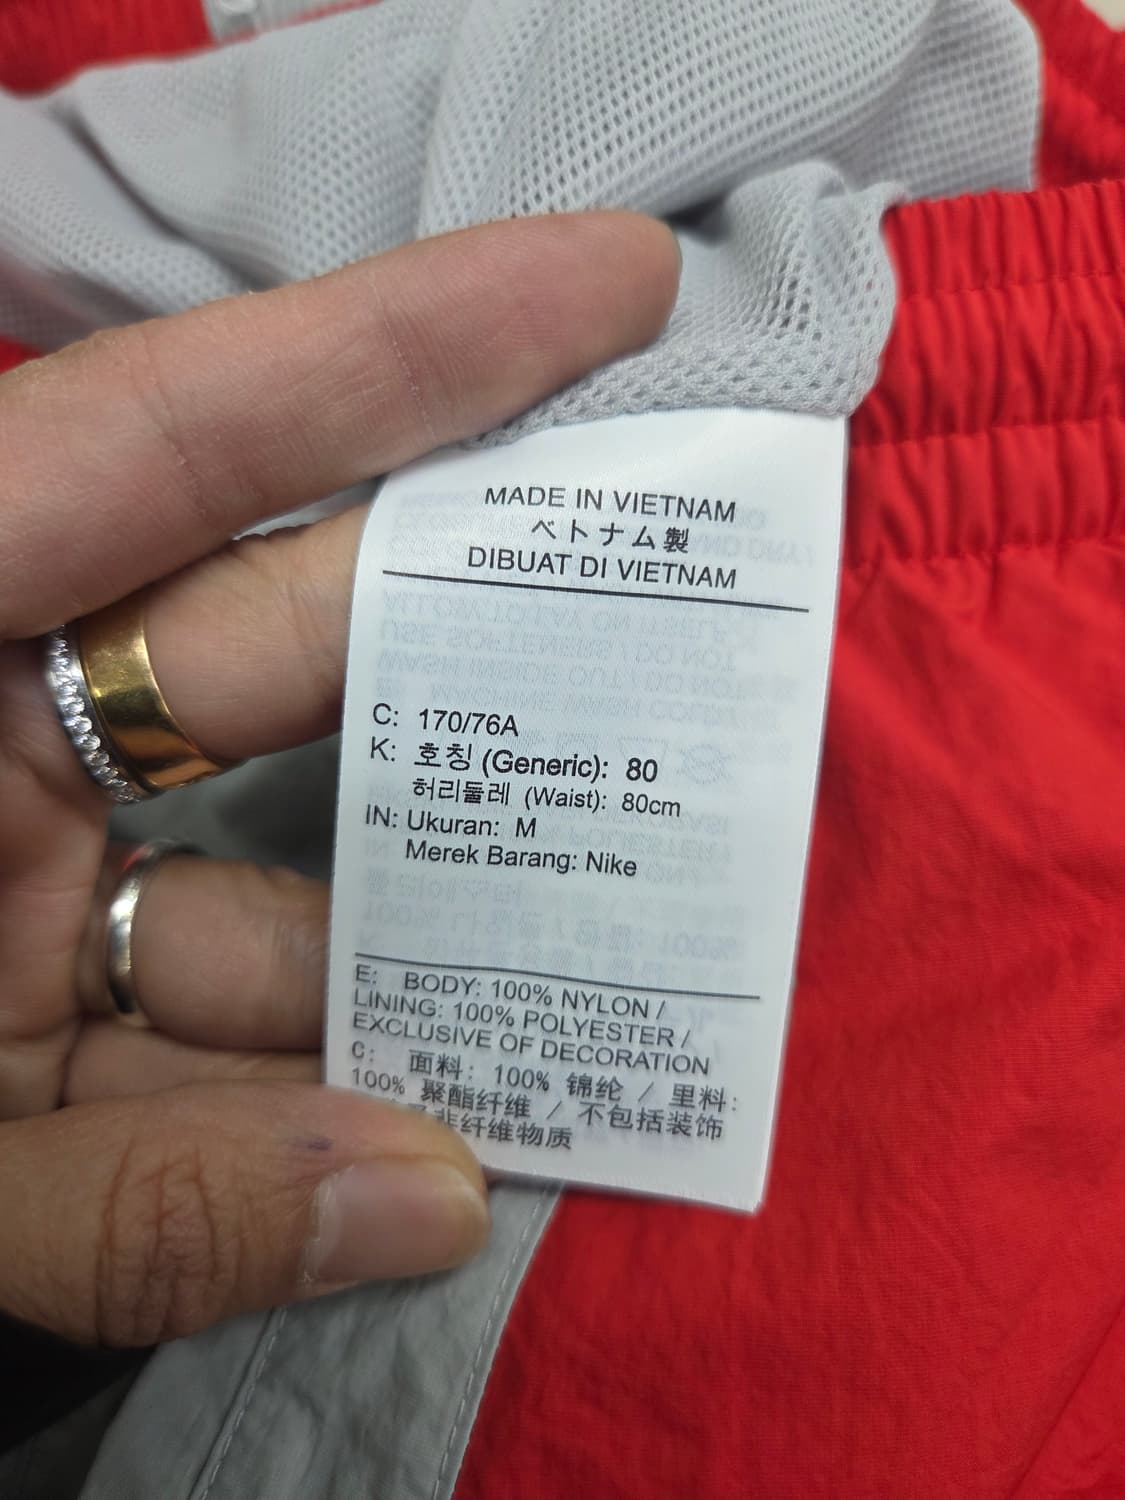 MADE IN VIETNAM
ベトナム製
DIBUAT DI VIETNAM
C: 170/76A
K: 호칭 (Generic): 80
허리둘레 (Waist): 80cm
IN: Ukuran: M
Merek Barang: Nike
E: BODY: 100% NYLON /
LINING: 100% POLYESTER /
EXCLUSIVE OF DECORATION
C: 面料: 100% 锦纶 / 里料:
100% 聚酯纤维 / 不包括装饰
非纤维物质